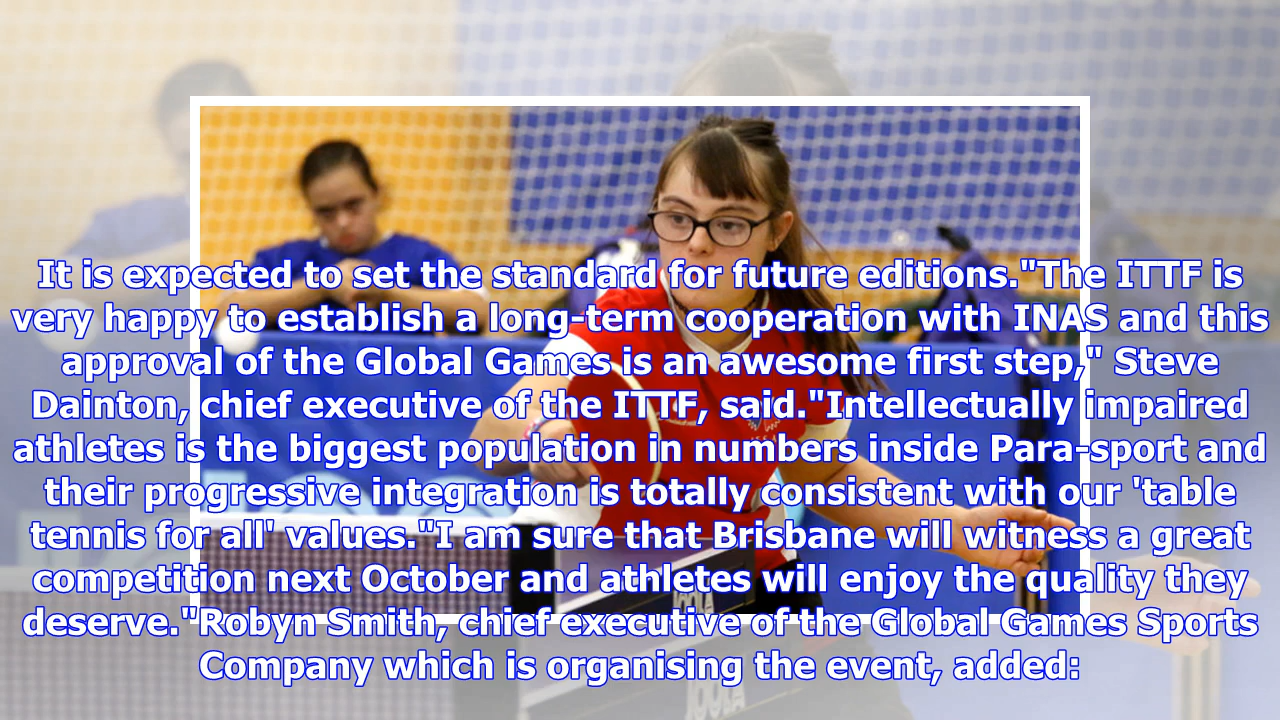 It is expected to set the standard for future editions."The ITTF is
very happy to establish a long-term cooperation with INAS and this
approval of the Global Games is an awesome first step," Steve
Dainton, chief executive of the ITTF, said."Intellectually impaired
athletes is the biggest population in numbers inside Para-sport and
their progressive integration is totally consistent with our 'table
tennis for all' values."I am sure that Brisbane will witness a great
competition next October and athletes will enjoy the quality they
deserve."Robyn Smith, chief executive of the Global Games Sports
Company which is organising the event, added:
JOOLA
JOOLA